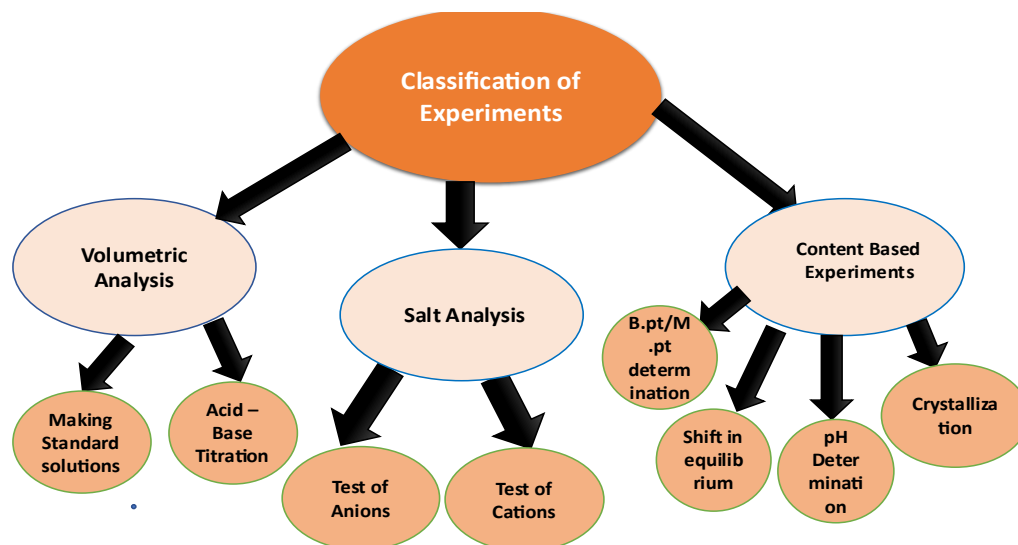 Classification of
Experiments
Volumetric
Analysis
Salt Analysis
Content Based
Experiments
Making
Standard
solutions
Acid –
Base
Titration
Test of
Anions
Test of
Cations
B.pt/M
.pt
determ
ination
Shift in
equilib
rium
pH
Deter
minati
on
Crystalliza
tion